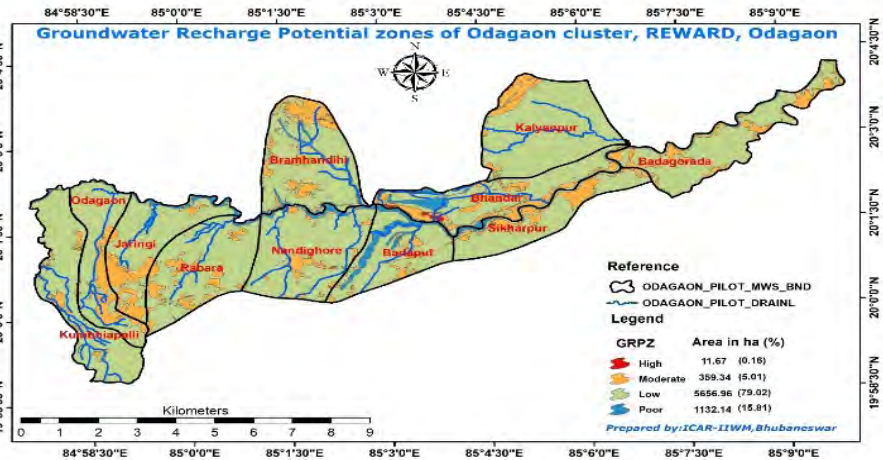 84°58'30"E 85°0'0"E 85°1'30"E 85°3'0"E 85°4'30"E 85°6'0"E 85°7'30"E 85°9'0"E
Groundwater Recharge Potential zones of Odagaon cluster, REWARD, Odagaon
N
W E
S
Kalyanpur
Bramhandihi
Badagorada
Odagaon
Bhandar
Jaringi
Sikharpur
Nandighore
Badaput
Rabara
Kumbhiapalli
20°4'30"N
20°3'0"N
20°1'30"N
20°0'0"N
19°58'30"N
Reference
ODAGAON_PILOT_MWS_BND
ODAGAON_PILOT_DRAINL
Legend
GRPZ Area in ha (%)
High 11.67 (0.16)
Moderate 359.34 (5.01)
Low 5656.96 (79.02)
Poor 1132.14 (15.81)
Prepared by:ICAR-IIWM,Bhubaneswar
Kilometers
0 1 2 3 4 5 6 7 8 9
84°58'30"E 85°0'0"E 85°1'30"E 85°3'0"E 85°4'30"E 85°6'0"E 85°7'30"E 85°9'0"E